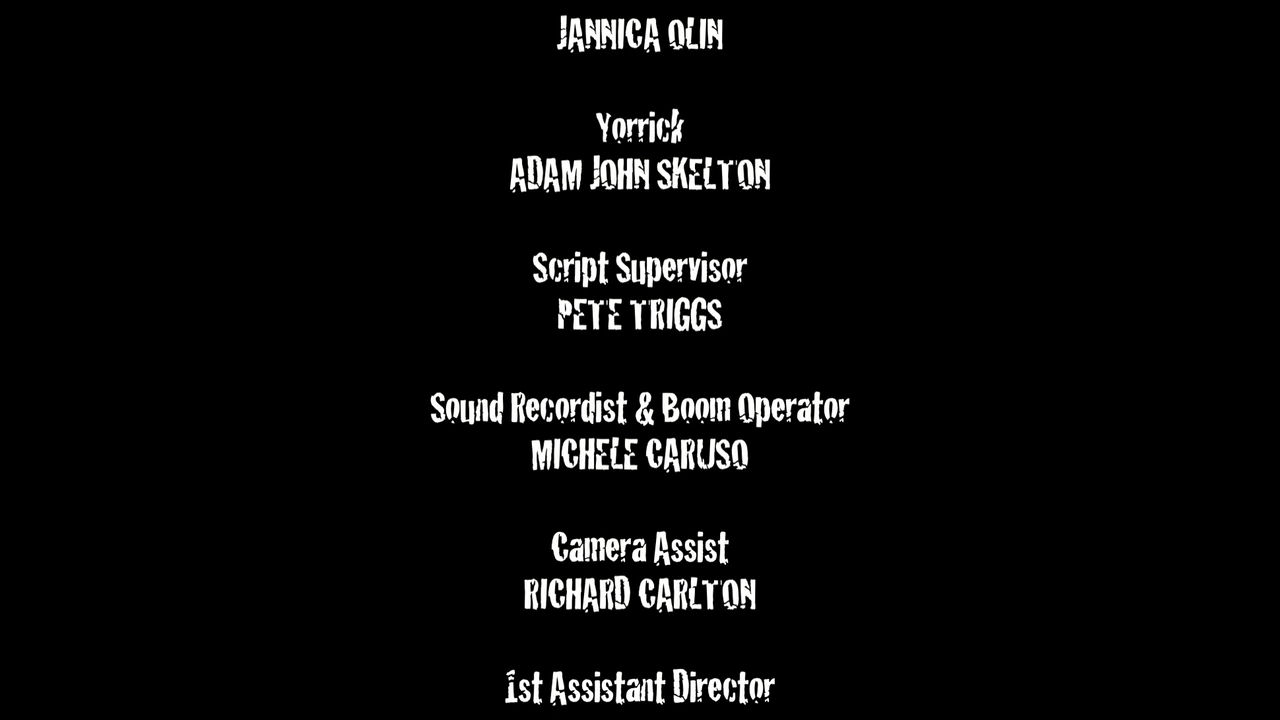 JANNICA OLIN
Yorrick
ADAM JOHN SKELTON
Script Supervisor
PETE TRIGGS
Sound Recordist & Boom Operator
MICHELE CARUSO
Camera Assist
RICHARD CARLTON
1st Assistant Director